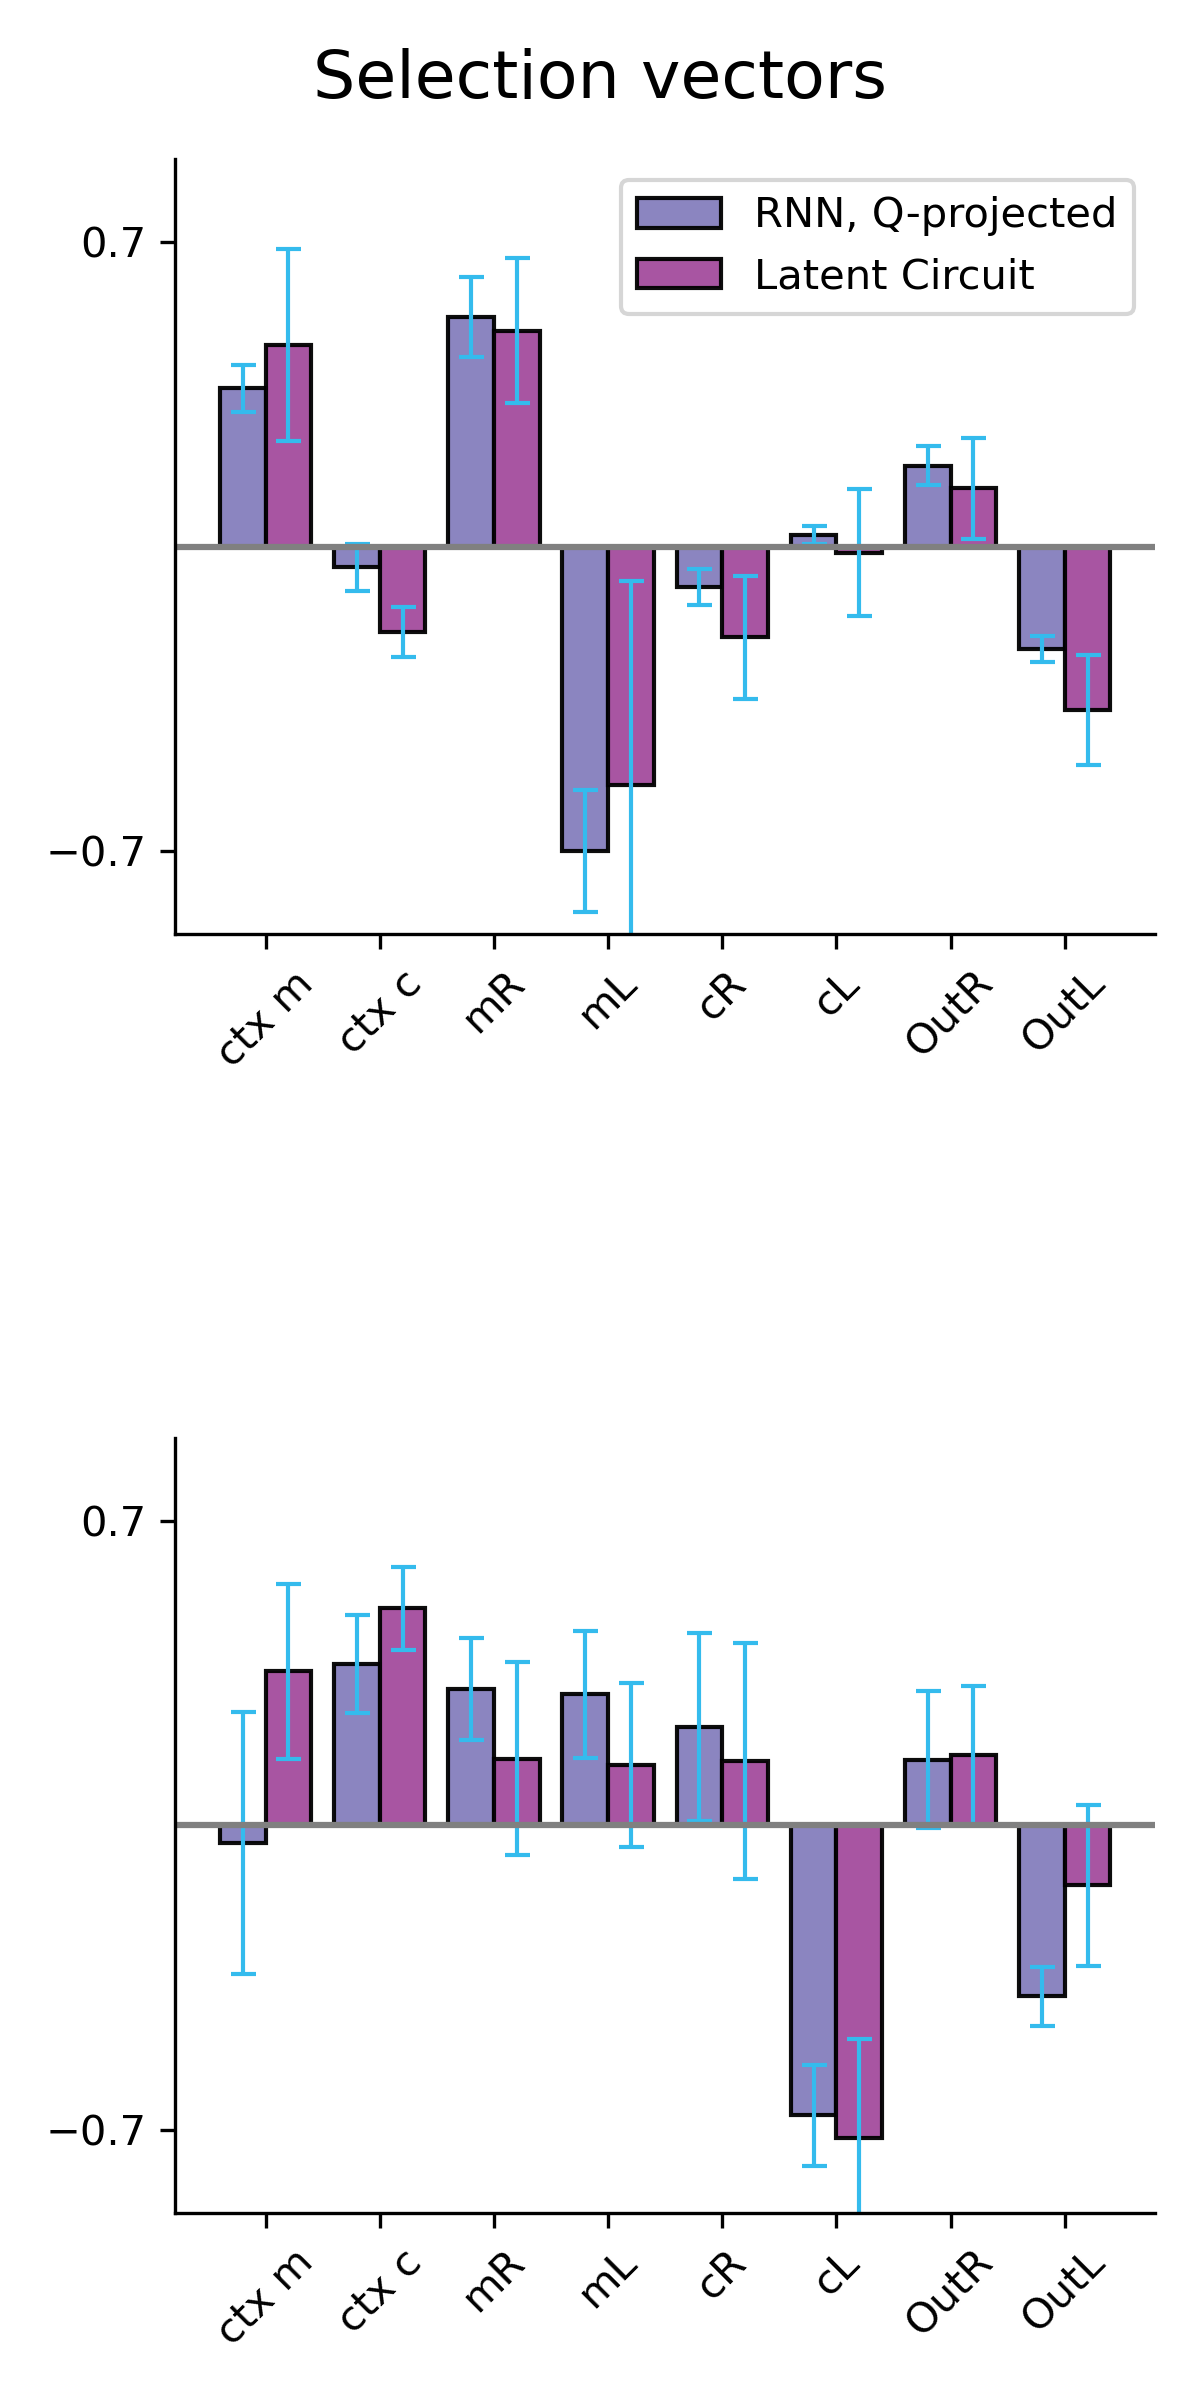 Selection vectors
RNN, Q-projected
Latent Circuit
0.7
−0.7
ctx m
ctx c
mR
mL
cR
cL
OutR
OutL
0.7
−0.7
ctx m
ctx c
mR
mL
cR
cL
OutR
OutL